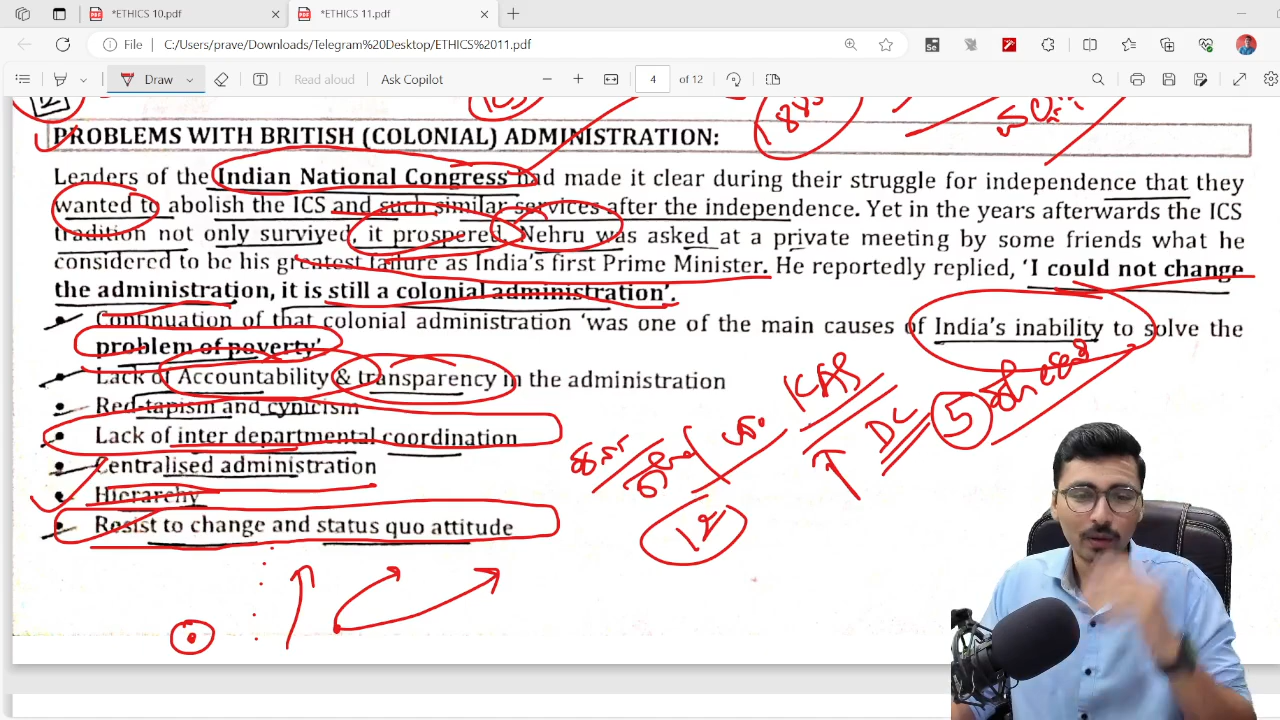 *ETHICS 10.pdf
*ETHICS 11.pdf
File C:/Users/prave/Downloads/Telegram%20Desktop/ETHICS%2011.pdf
Draw Read aloud Ask Copilot 4 of 12
PROBLEMS WITH BRITISH (COLONIAL) ADMINISTRATION:
Leaders of the Indian National Congress had made it clear during their struggle for independence that they
wanted to abolish the ICS and such similar services after the independence. Yet in the years afterwards the ICS
tradition not only survived, it prospered. Nehru was asked at a private meeting by some friends what he
considered to be his greatest failure as India's first Prime Minister. He reportedly replied, 'I could not change
the administration, it is still a colonial administration'.
Continuation of that colonial administration 'was one of the main causes of India's inability to solve the
problem of poverty'
Lack of Accountability & transparency in the administration
Red-tapism and cynicism
Lack of inter departmental coordination
Centralised administration
Hierarchy
Resist to change and status quo attitude
KAS
DC
5
12